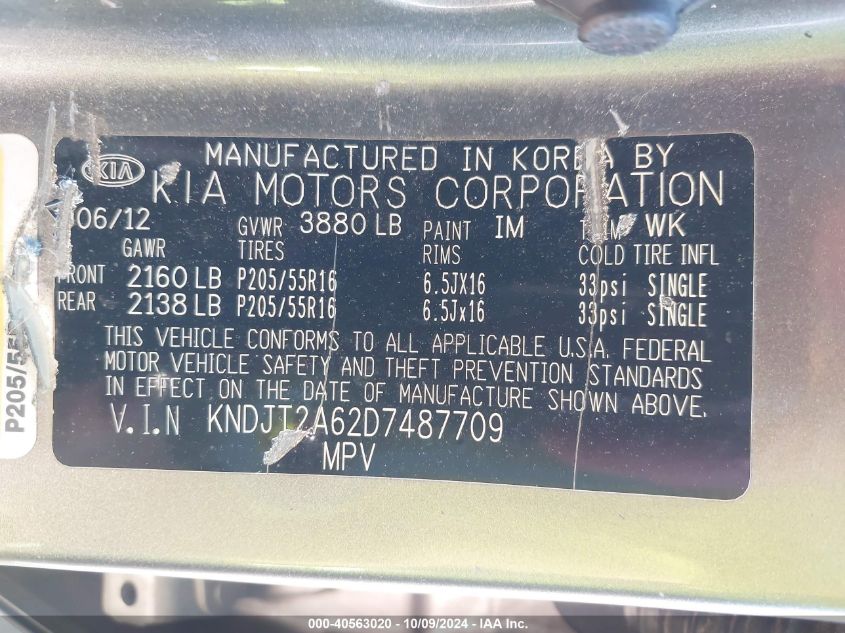 KIA MANUFACTURED IN KOREA BY
KIA MOTORS CORPORATION
06/12 GVWR 3880 LB PAINT IM WK
GAWR TIRES RIMS COLD TIRE INFL
FRONT 2160 LB P205/55R16 6.5JX16 33psi SINGLE
REAR 2138 LB P205/55R16 6.5Jx16 33psi SINGLE
THIS VEHICLE CONFORMS TO ALL APPLICABLE U.S.A. FEDERAL
MOTOR VEHICLE SAFETY AND THEFT PREVENTION STANDARDS
IN EFFECT ON THE DATE OF MANUFACTURE SHOWN ABOVE.
V.I.N KNDJT2A62D7487709
MPV
P205/55
000-40563020 - 10/09/2024 - IAA Inc.